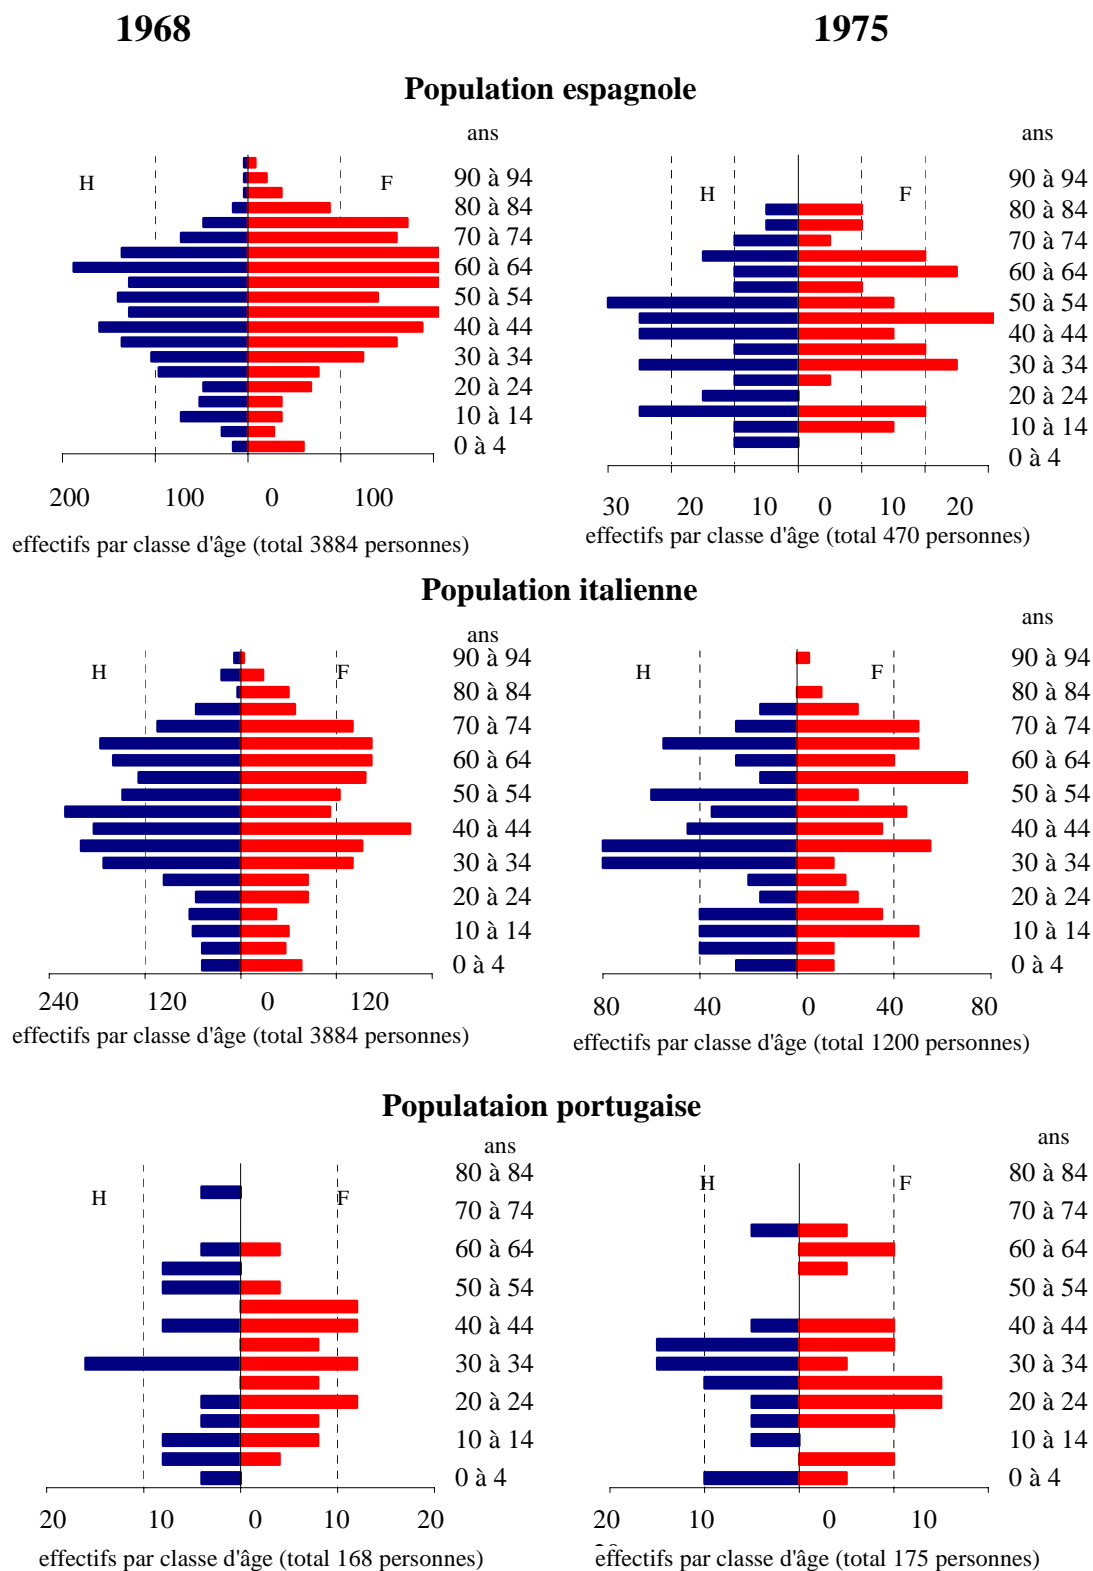 1968 1975
Population espagnole
ans
H F
90 à 94
80 à 84
70 à 74
60 à 64
50 à 54
40 à 44
30 à 34
20 à 24
10 à 14
0 à 4
200 100 0 100
effectifs par classe d'âge (total 3884 personnes)
ans
H F
90 à 94
80 à 84
70 à 74
60 à 64
50 à 54
40 à 44
30 à 34
20 à 24
10 à 14
0 à 4
30 20 10 0 10 20
effectifs par classe d'âge (total 470 personnes)
Population italienne
ans
H F
90 à 94
80 à 84
70 à 74
60 à 64
50 à 54
40 à 44
30 à 34
20 à 24
10 à 14
0 à 4
240 120 0 120
effectifs par classe d'âge (total 3884 personnes)
ans
H F
90 à 94
80 à 84
70 à 74
60 à 64
50 à 54
40 à 44
30 à 34
20 à 24
10 à 14
0 à 4
80 40 0 40 80
effectifs par classe d'âge (total 1200 personnes)
Populataion portugaise
ans
80 à 84
H F
70 à 74
60 à 64
50 à 54
40 à 44
30 à 34
20 à 24
10 à 14
0 à 4
20 10 0 10 20
effectifs par classe d'âge (total 168 personnes)
ans
80 à 84
H F
70 à 74
60 à 64
50 à 54
40 à 44
30 à 34
20 à 24
10 à 14
0 à 4
20 10 0 10
effectifs par classe d'âge (total 175 personnes)